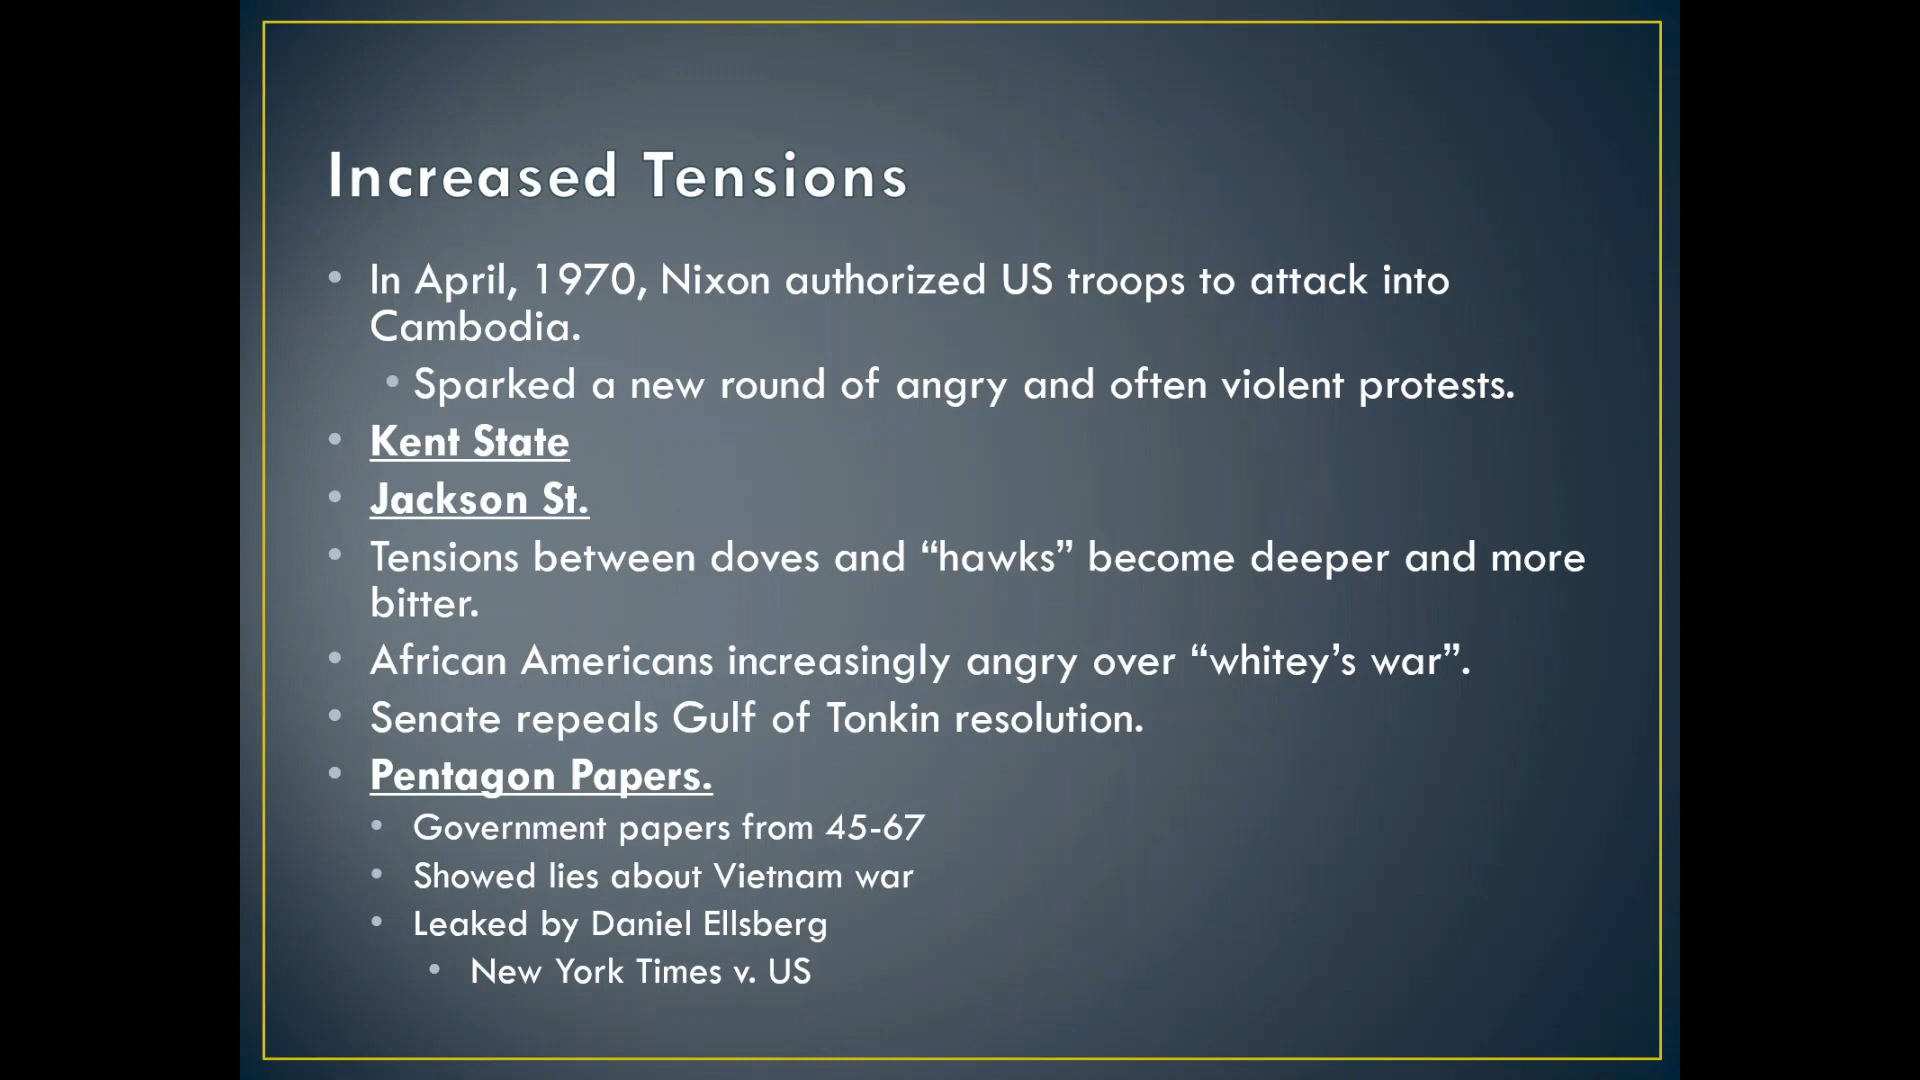 Increased Tensions
• In April, 1970, Nixon authorized US troops to attack into
Cambodia.
• Sparked a new round of angry and often violent protests.
• Kent State
• Jackson St.
• Tensions between doves and “hawks” become deeper and more
bitter.
• African Americans increasingly angry over “whitey’s war”.
• Senate repeals Gulf of Tonkin resolution.
• Pentagon Papers.
• Government papers from 45-67
• Showed lies about Vietnam war
• Leaked by Daniel Ellsberg
• New York Times v. US